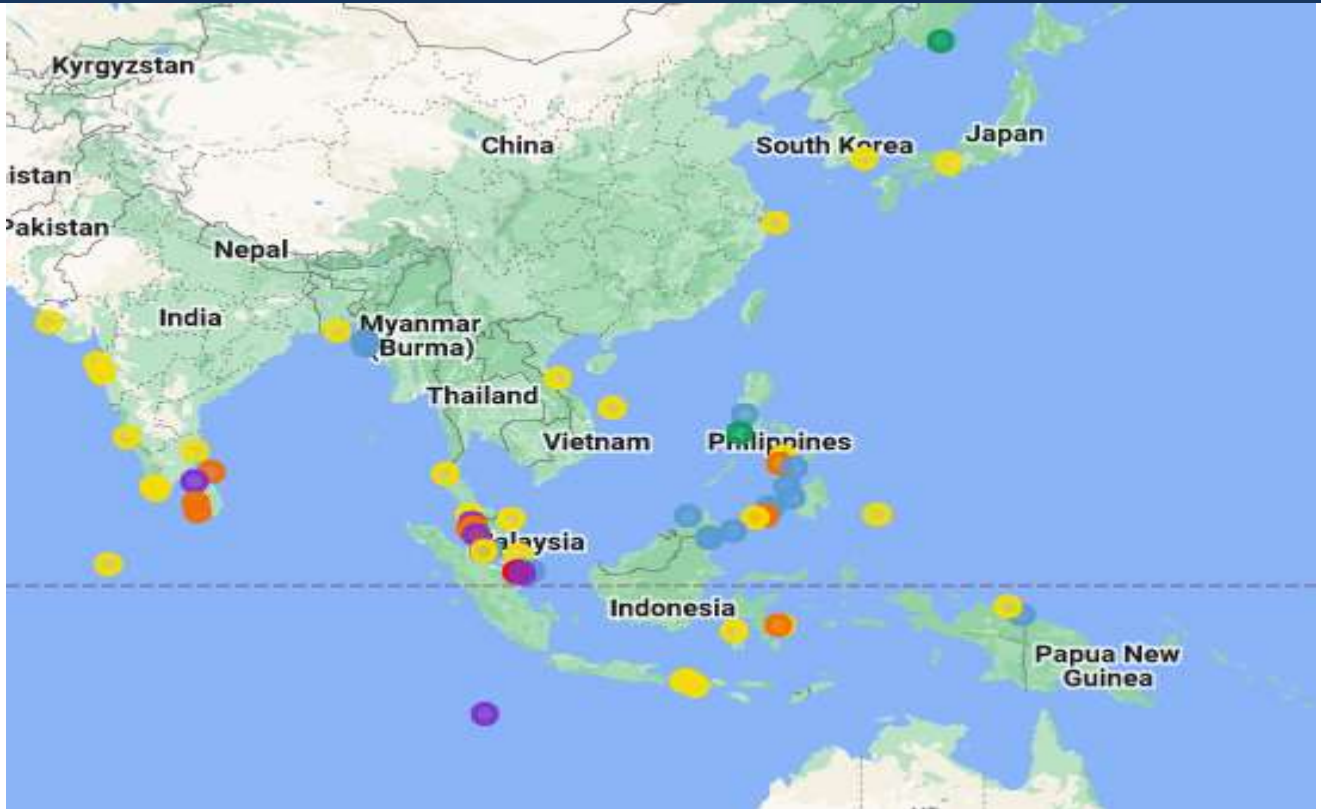 Kyrgyzstan
China
South Korea
Japan
istan
Pakistan
Nepal
India
Myanmar
(Burma)
Thailand
Vietnam
Philippines
alaysia
Indonesia
Papua New
Guinea